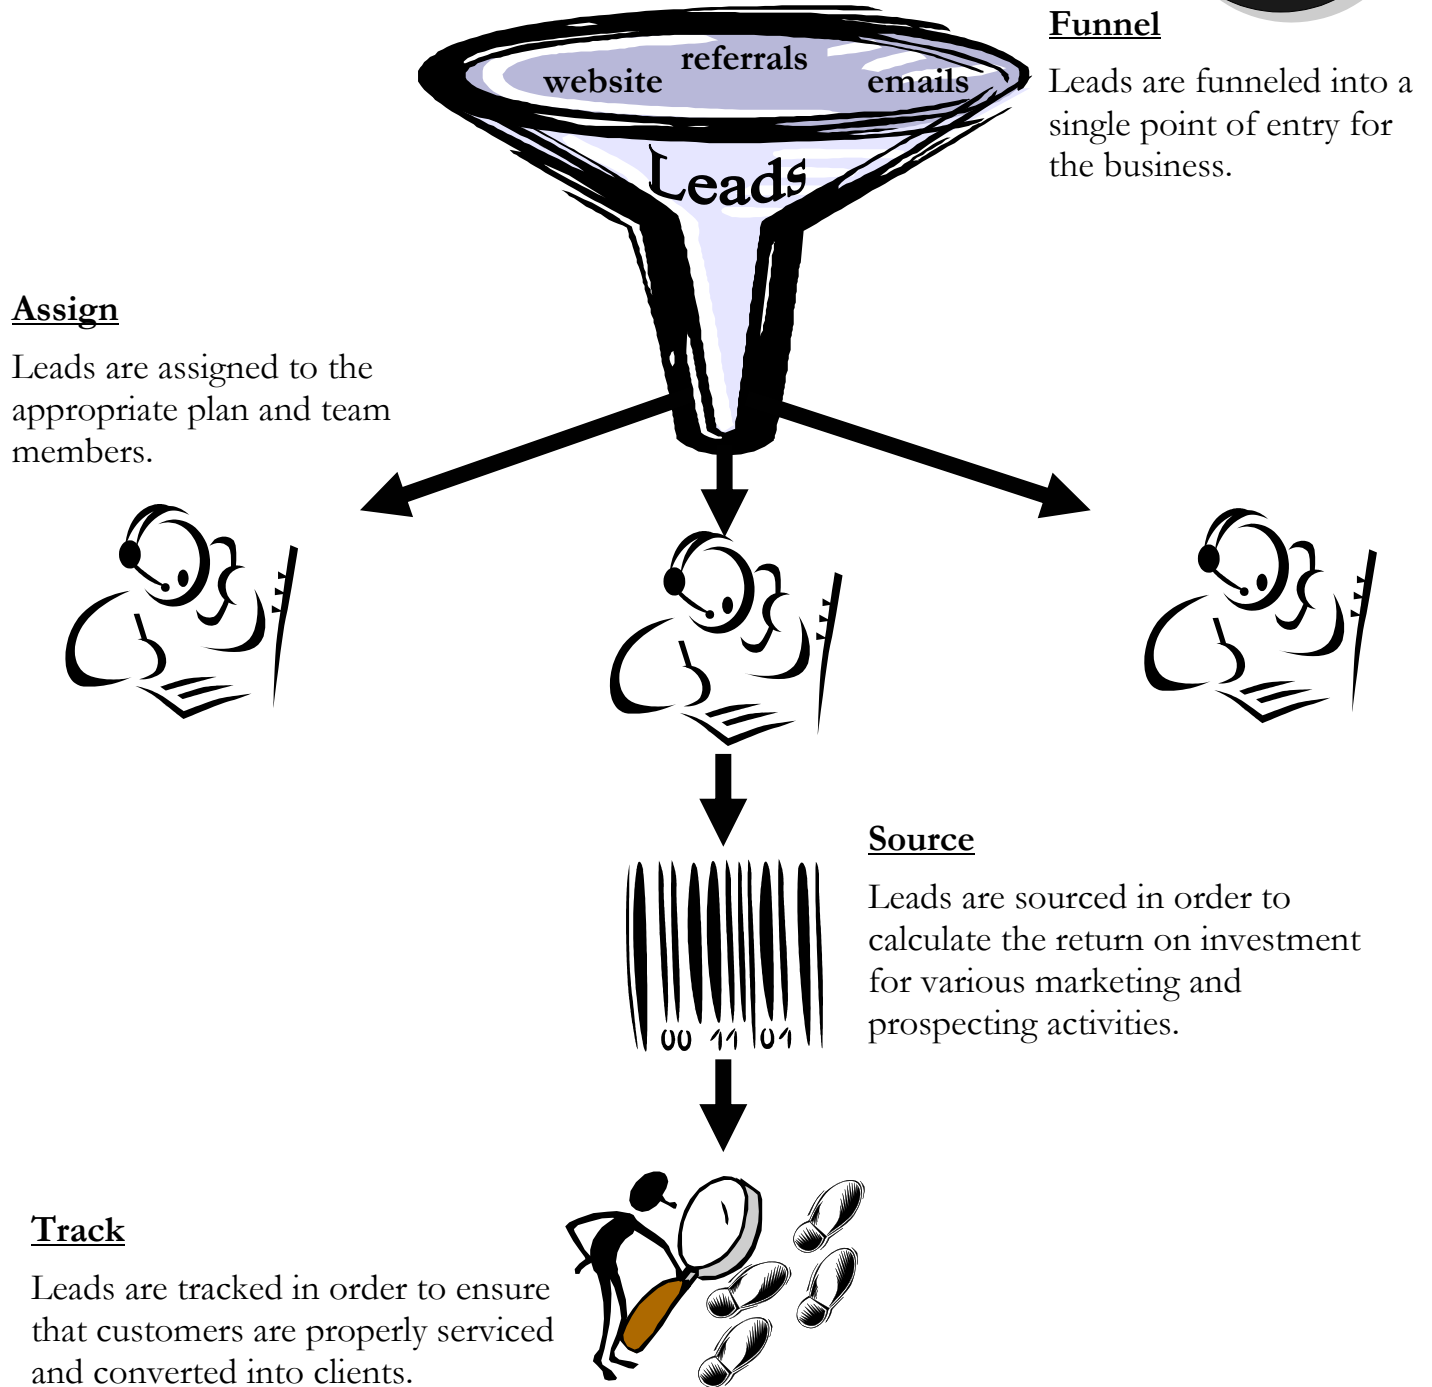 Funnel
referrals
website
emails
Leads are funneled into a
single point of entry for
the business.
Leads
Assign
Leads are assigned to the
appropriate plan and team
members.
Source
Leads are sourced in order to
calculate the return on investment
for various marketing and
prospecting activities.
00 11 01
Track
Leads are tracked in order to ensure
that customers are properly serviced
and converted into clients.